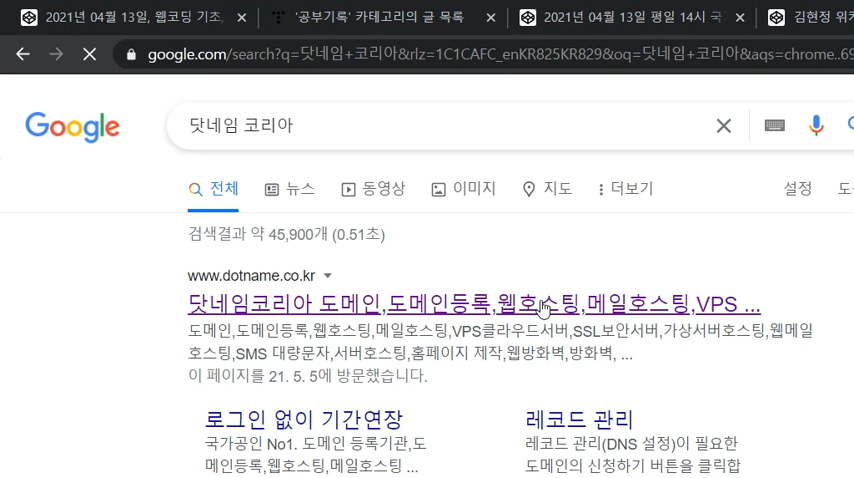 2021년 04월 13일, 웹코딩 기초,
'공부기록' 카테고리의 글 목록
2021년 04월 13일 평일 14시 국
김현정 위키
google.com/search?q=닷네임+코리아&rlz=1C1CAFC_enKR825KR829&oq=닷네임+코리아&aqs=chrome..69
Google
닷네임 코리아
전체 뉴스 동영상 이미지 지도 더보기 설정 도
검색결과 약 45,900개 (0.51초)
www.dotname.co.kr
닷네임코리아 도메인,도메인등록,웹호스팅,메일호스팅,VPS ...
도메인,도메인등록,웹호스팅,메일호스팅,VPS클라우드서버,SSL보안서버,가상서버호스팅,웹메일
호스팅,SMS 대량문자,서버호스팅,홈페이지 제작,웹방화벽,방화벽, ...
이 페이지를 21. 5. 5에 방문했습니다.
로그인 없이 기간연장
국가공인 No1. 도메인 등록기관,도
메인등록,웹호스팅,메일호스팅 ...
레코드 관리
레코드 관리(DNS 설정)이 필요한
도메인의 신청하기 버튼을 클릭합